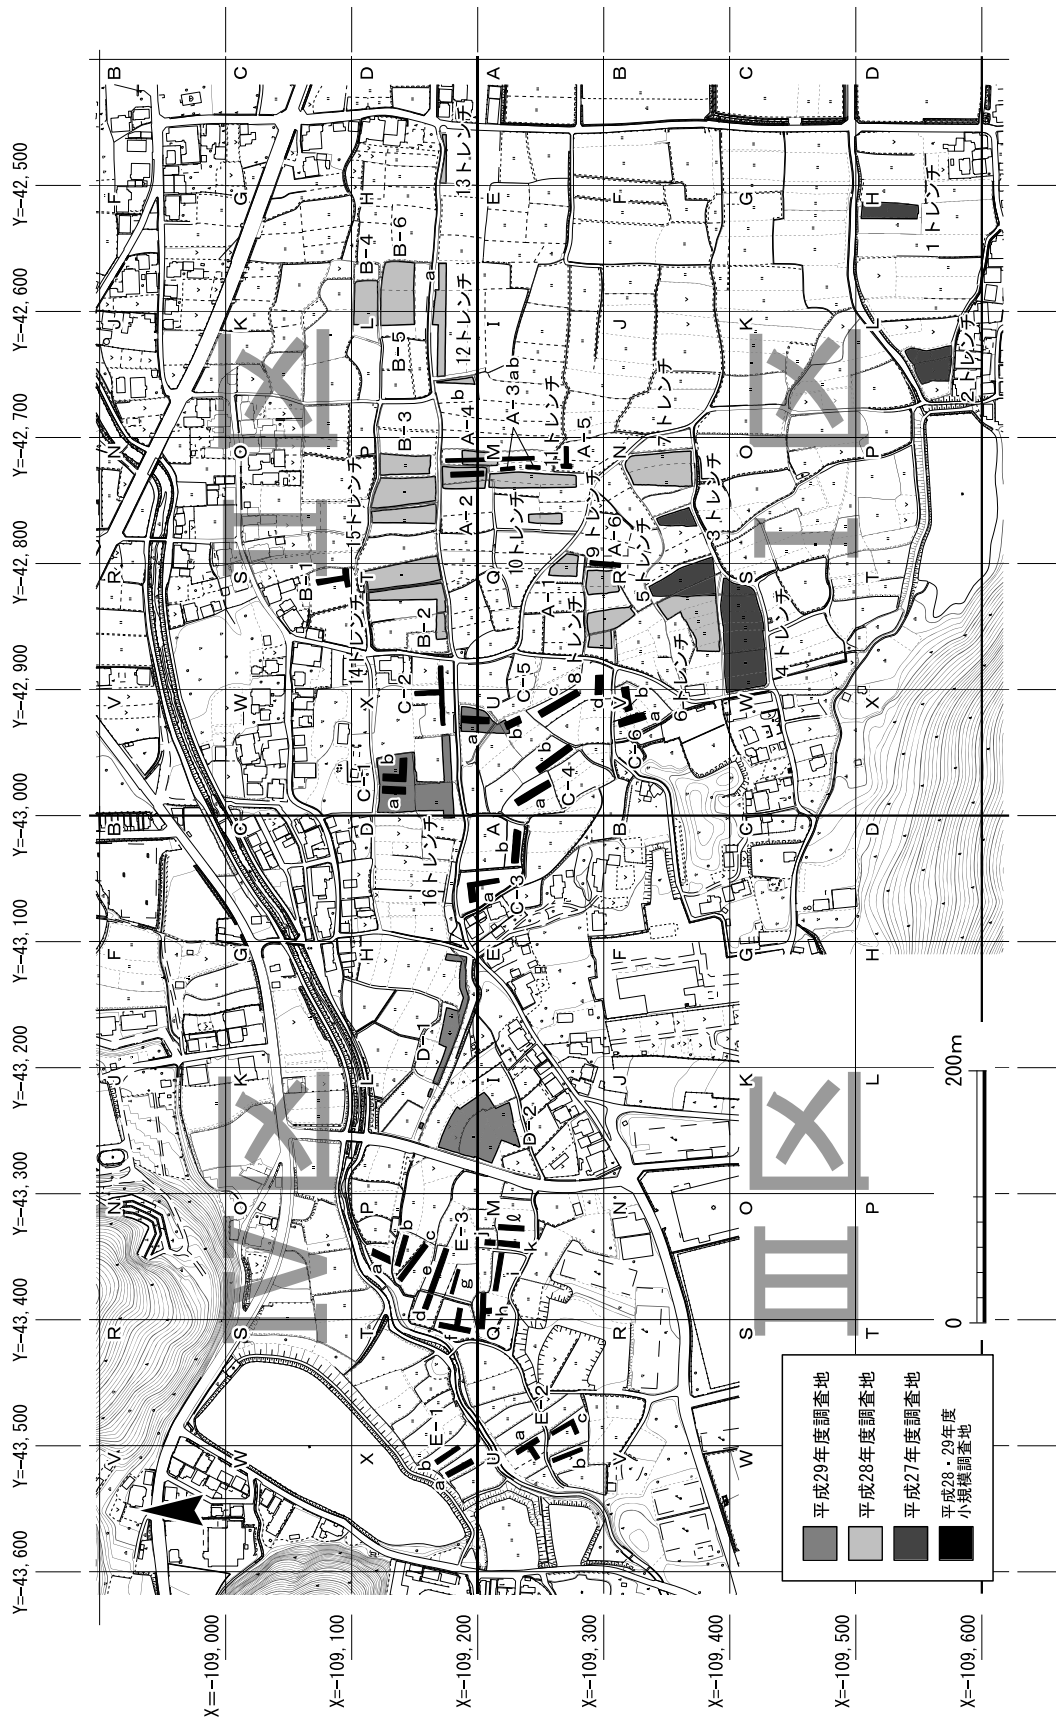 Y=-43,600
Y=-43,500
Y=-43,400
Y=-43,300
Y=-43,200
Y=-43,100
Y=-43,000
Y=-42,900
Y=-42,800
Y=-42,700
Y=-42,600
Y=-42,500
X=-109,000
X=-109,100
X=-109,200
X=-109,300
X=-109,400
X=-109,500
X=-109,600
V
R
N
J
F
B
V
R
N
J
F
B
W
S
O
K
G
C
W
S
O
K
G
C
X
T
P
L
H
D
X
T
P
L
H
D
U
Q
M
I
E
A
U
Q
M
I
E
A
V
R
N
J
F
B
V
R
N
J
F
B
W
S
O
K
G
C
W
S
O
K
G
C
T
P
L
H
D
X
T
P
L
H
D
Ⅳ区
Ⅱ区
Ⅲ区
Ⅰ区
B-1
14トレンチ
15トレンチ
B-2
B-3
B-4
B-5
B-6
a
12トレンチ
b
13トレンチ
A-4
A-3ab
A-2
11トレンチ
A-5
10トレンチ
9トレンチ
A-6
A-1
8トレンチ
7トレンチ
5トレンチ
3トレンチ
6トレンチ
4トレンチ
2トレンチ
1トレンチ
C-1
a
b
C-2
16トレンチ
C-3
a
b
C-4
a
b
C-5
a
b
c
d
C-6
a
b
D-1
D-2
E-1
a
b
E-2
a
b
c
E-3
a
b
c
d
e
f
g
h
i
j
k
ℓ
平成29年度調査地
平成28年度調査地
平成27年度調査地
平成28・29年度
小規模調査地
0
200m